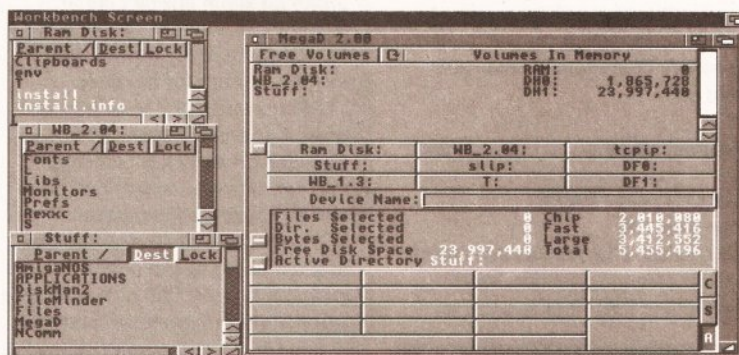 Workbench Screen
Ram Disk:
Parent / Dest Lock
Clipboards
env
T
install
install.info
WB_2.04:
Parent / Dest Lock
Fonts
L
Libs
Monitors
Prefs
Rexxc
S
Stuff:
Parent / Dest Lock
AmigaNOS
APPLICATIONS
DiskMan2
FileMinder
Files
MegaD
NComm
MegaD 2.00
Free Volumes Volumes In Memory
Ram Disk: RAM: 0
WB_2.04: DH0: 1,865,728
Stuff: DH1: 23,997,440
Ram Disk: WB_2.04: tcpip:
Stuff: slip: DF0:
WB_1.3: T: DF1:
Device Name:
Files Selected 0 Chip 2,010,080
Dir. Selected 0 Fast 3,445,416
Bytes Selected 0 Large 3,412,552
Free Disk Space 23,997,440 Total 5,455,496
Active Directory Stuff:
C
S
A